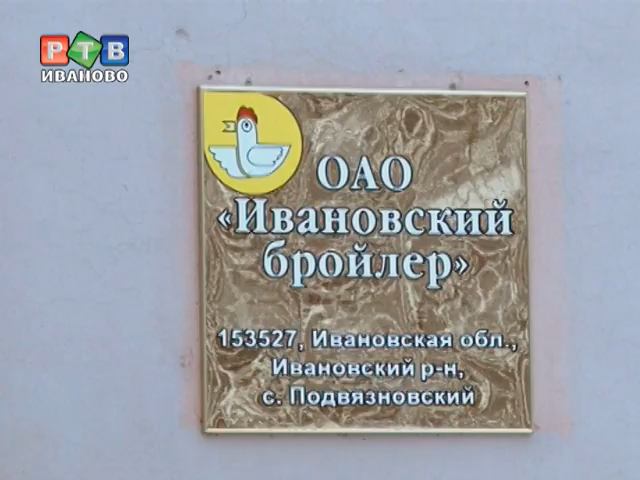 РТВ
ИВАНОВО
ОАО
«Ивановский
бройлер»
153527, Ивановская обл.,
Ивановский р-н,
с. Подвязновский